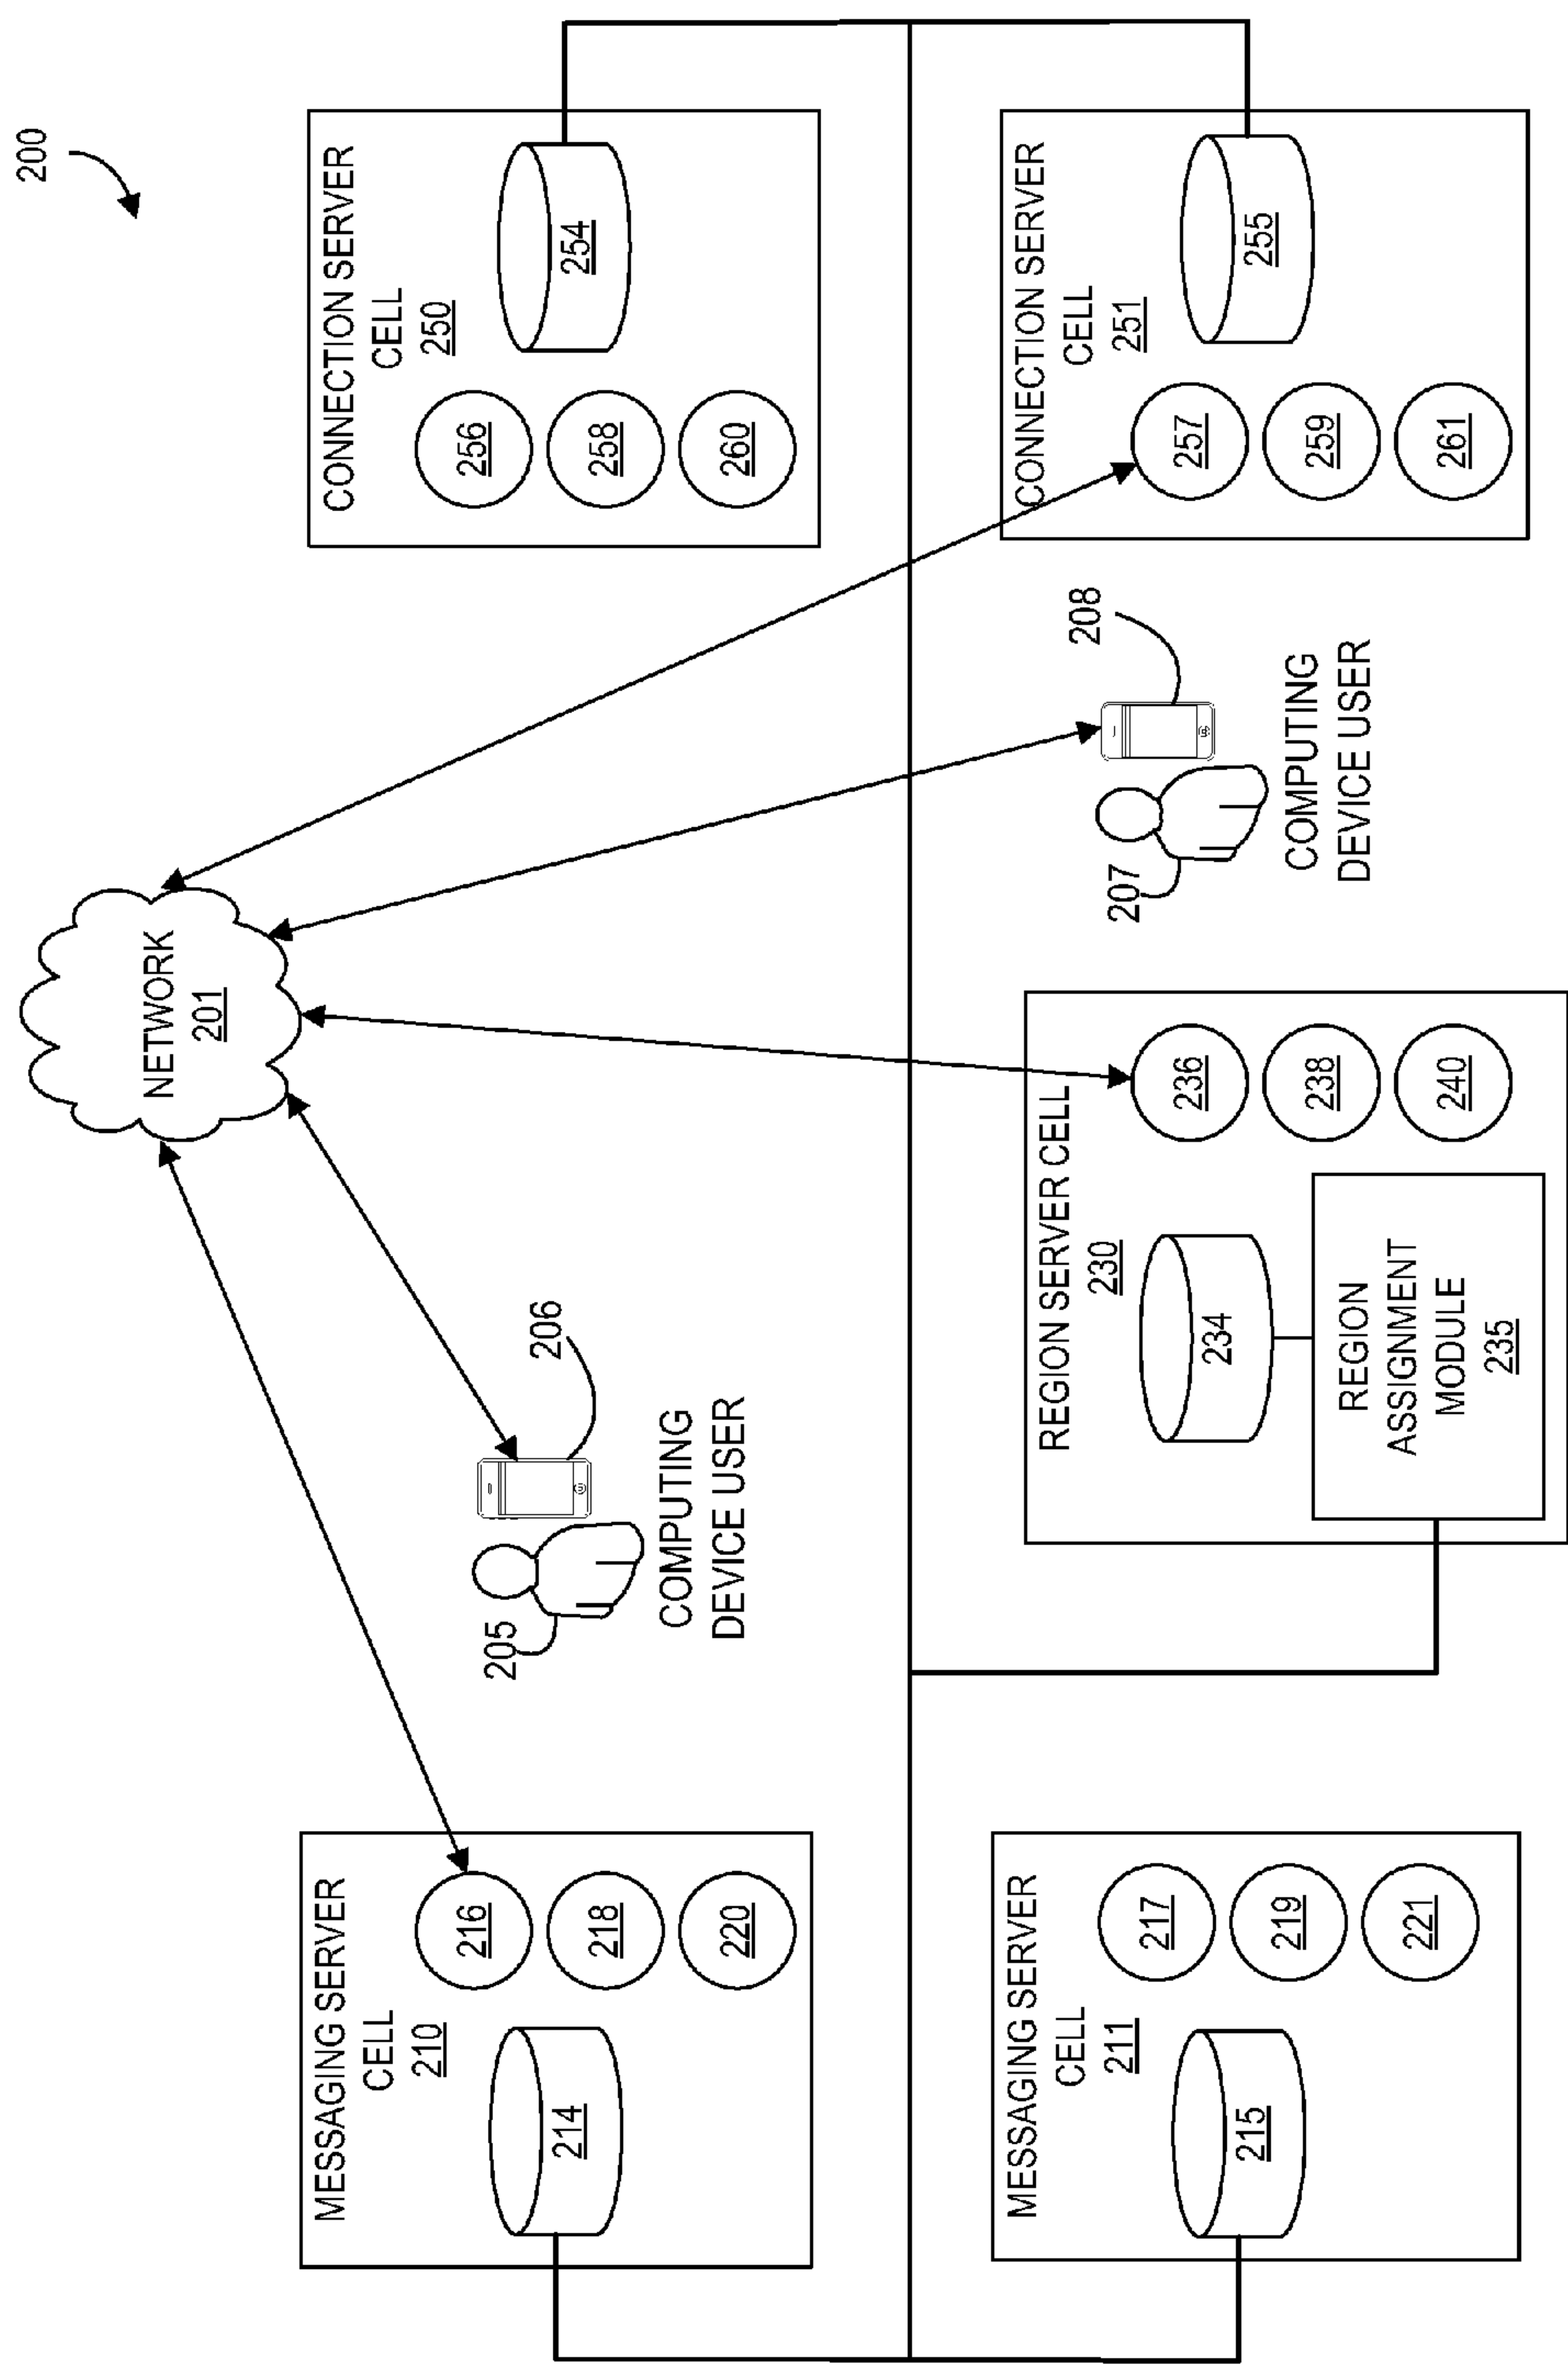 200
NETWORK
201
MESSAGING SERVER
CELL
210
214
216
218
220
205
206
COMPUTING
DEVICE USER
CONNECTION SERVER
CELL
250
256
258
260
254
MESSAGING SERVER
CELL
211
215
217
219
221
REGION SERVER CELL
230
234
236
238
240
REGION
ASSIGNMENT
MODULE
235
207
208
COMPUTING
DEVICE USER
CONNECTION SERVER
CELL
251
257
259
261
255